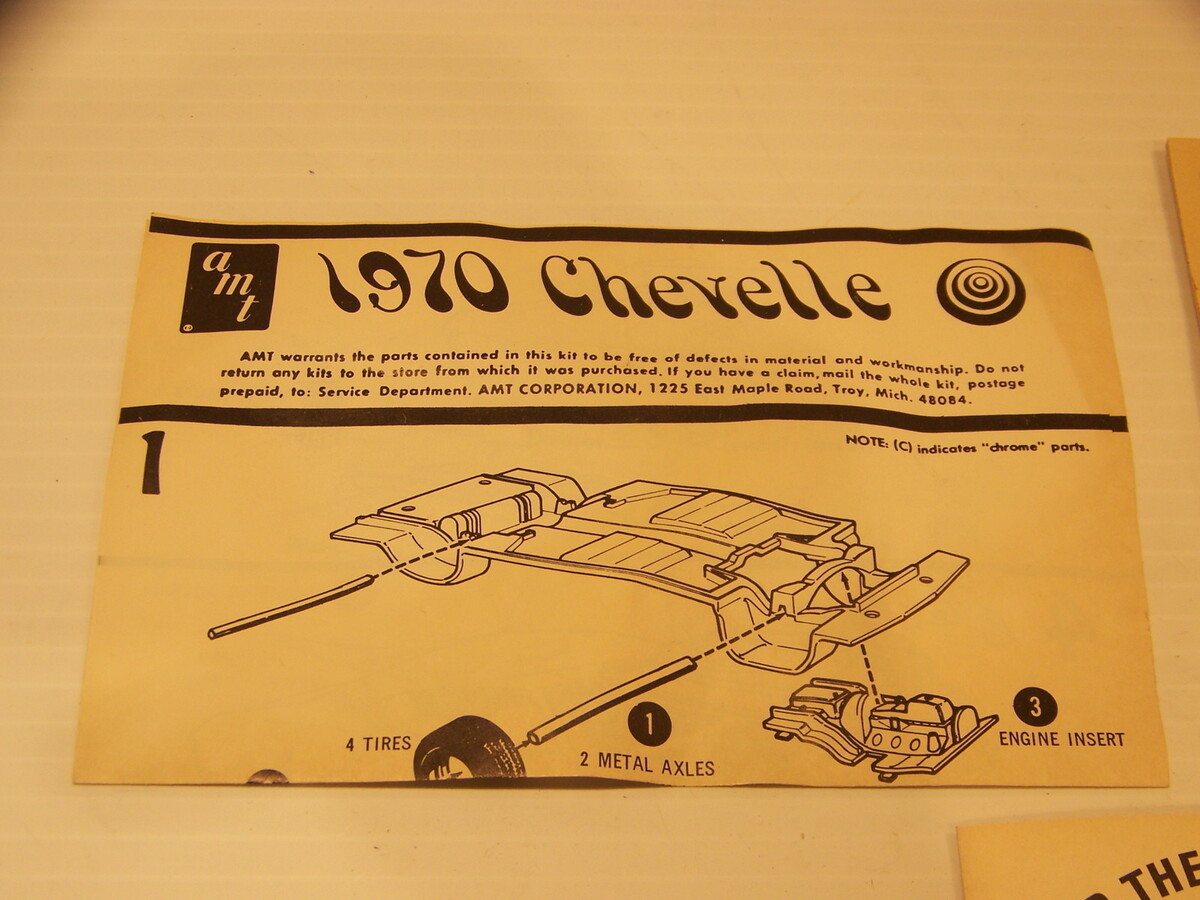 amt
1970 Chevelle
AMT warrants the parts contained in this kit to be free of defects in material and workmanship. Do not
return any kits to the store from which it was purchased. If you have a claim, mail the whole kit, postage
prepaid, to: Service Department. AMT CORPORATION, 1225 East Maple Road, Troy, Mich. 48084.
1
NOTE: (C) indicates "chrome" parts.
3
ENGINE INSERT
1
2 METAL AXLES
4 TIRES
THE